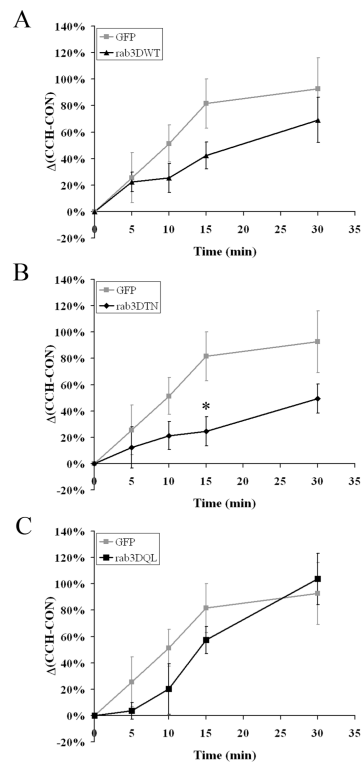 A
140%
120%
100%
80%
60%
40%
20%
0%
-20%
Δ(CCH-CON)
GFP
rab3DWT
0 5 10 15 20 25 30 35
Time (min)
B
140%
120%
100%
80%
60%
40%
20%
0%
-20%
Δ(CCH-CON)
GFP
rab3DTN
*
0 5 10 15 20 25 30 35
Time (min)
C
140%
120%
100%
80%
60%
40%
20%
0%
-20%
Δ(CCH-CON)
GFP
rab3DQL
0 5 10 15 20 25 30 35
Time (min)